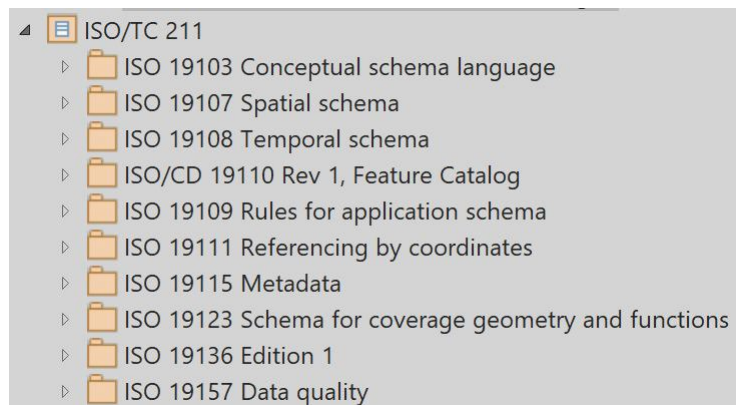 ISO/TC 211
ISO 19103 Conceptual schema language
ISO 19107 Spatial schema
ISO 19108 Temporal schema
ISO/CD 19110 Rev 1, Feature Catalog
ISO 19109 Rules for application schema
ISO 19111 Referencing by coordinates
ISO 19115 Metadata
ISO 19123 Schema for coverage geometry and functions
ISO 19136 Edition 1
ISO 19157 Data quality